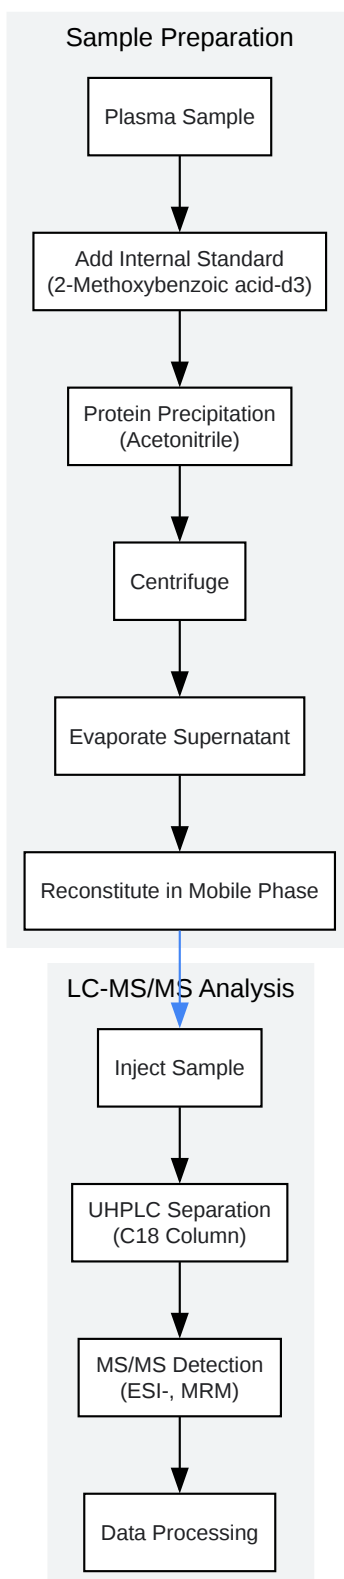 Sample Preparation
Plasma Sample
Add Internal Standard
(2-Methoxybenzoic acid-d3)
Protein Precipitation
(Acetonitrile)
Centrifuge
Evaporate Supernatant
Reconstitute in Mobile Phase
LC-MS/MS Analysis
Inject Sample
UHPLC Separation
(C18 Column)
MS/MS Detection
(ESI-, MRM)
Data Processing